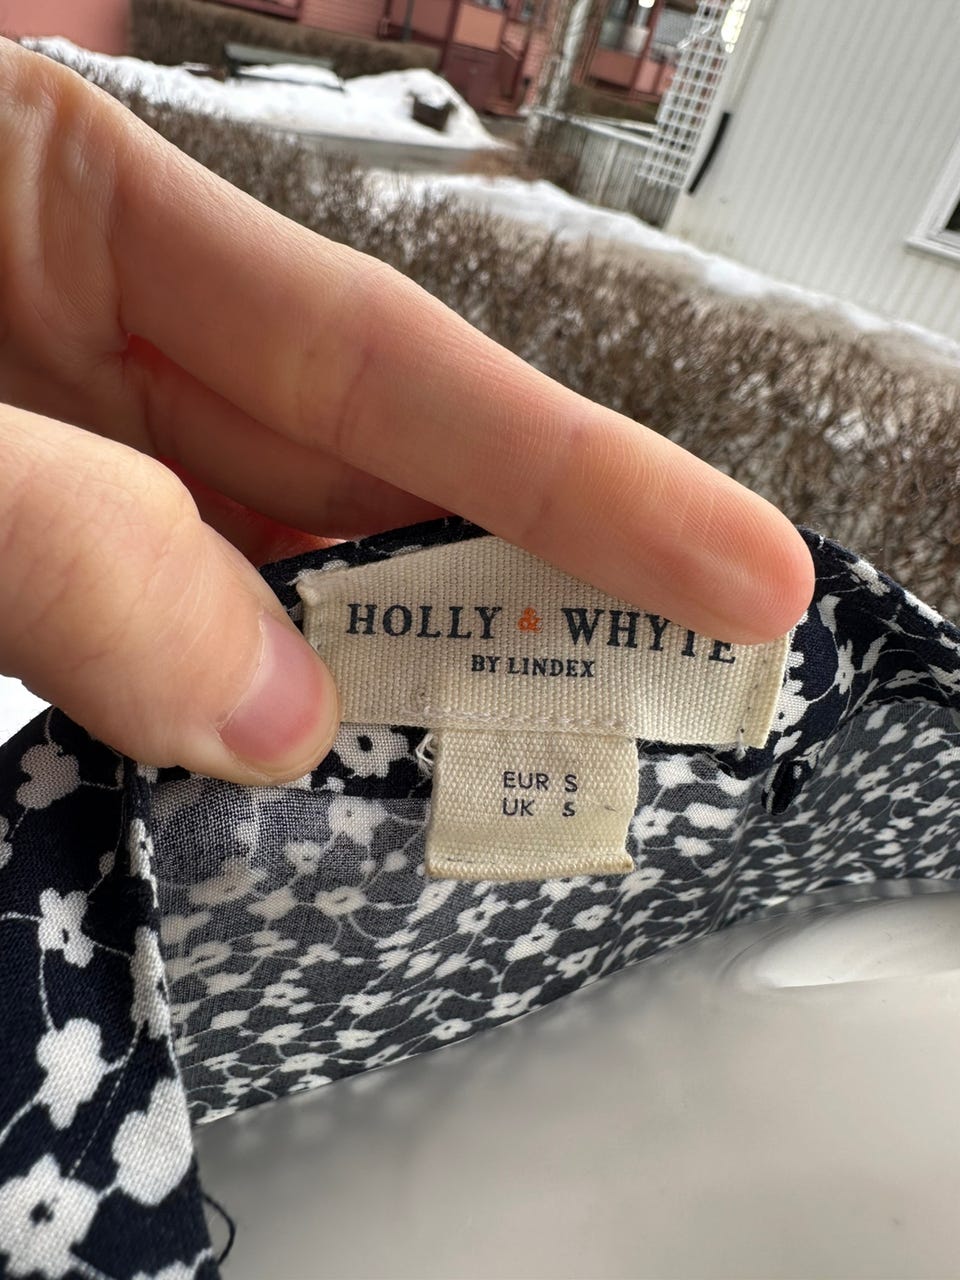 HOLLY & WHYTE
BY LINDEX
EUR S
UK S